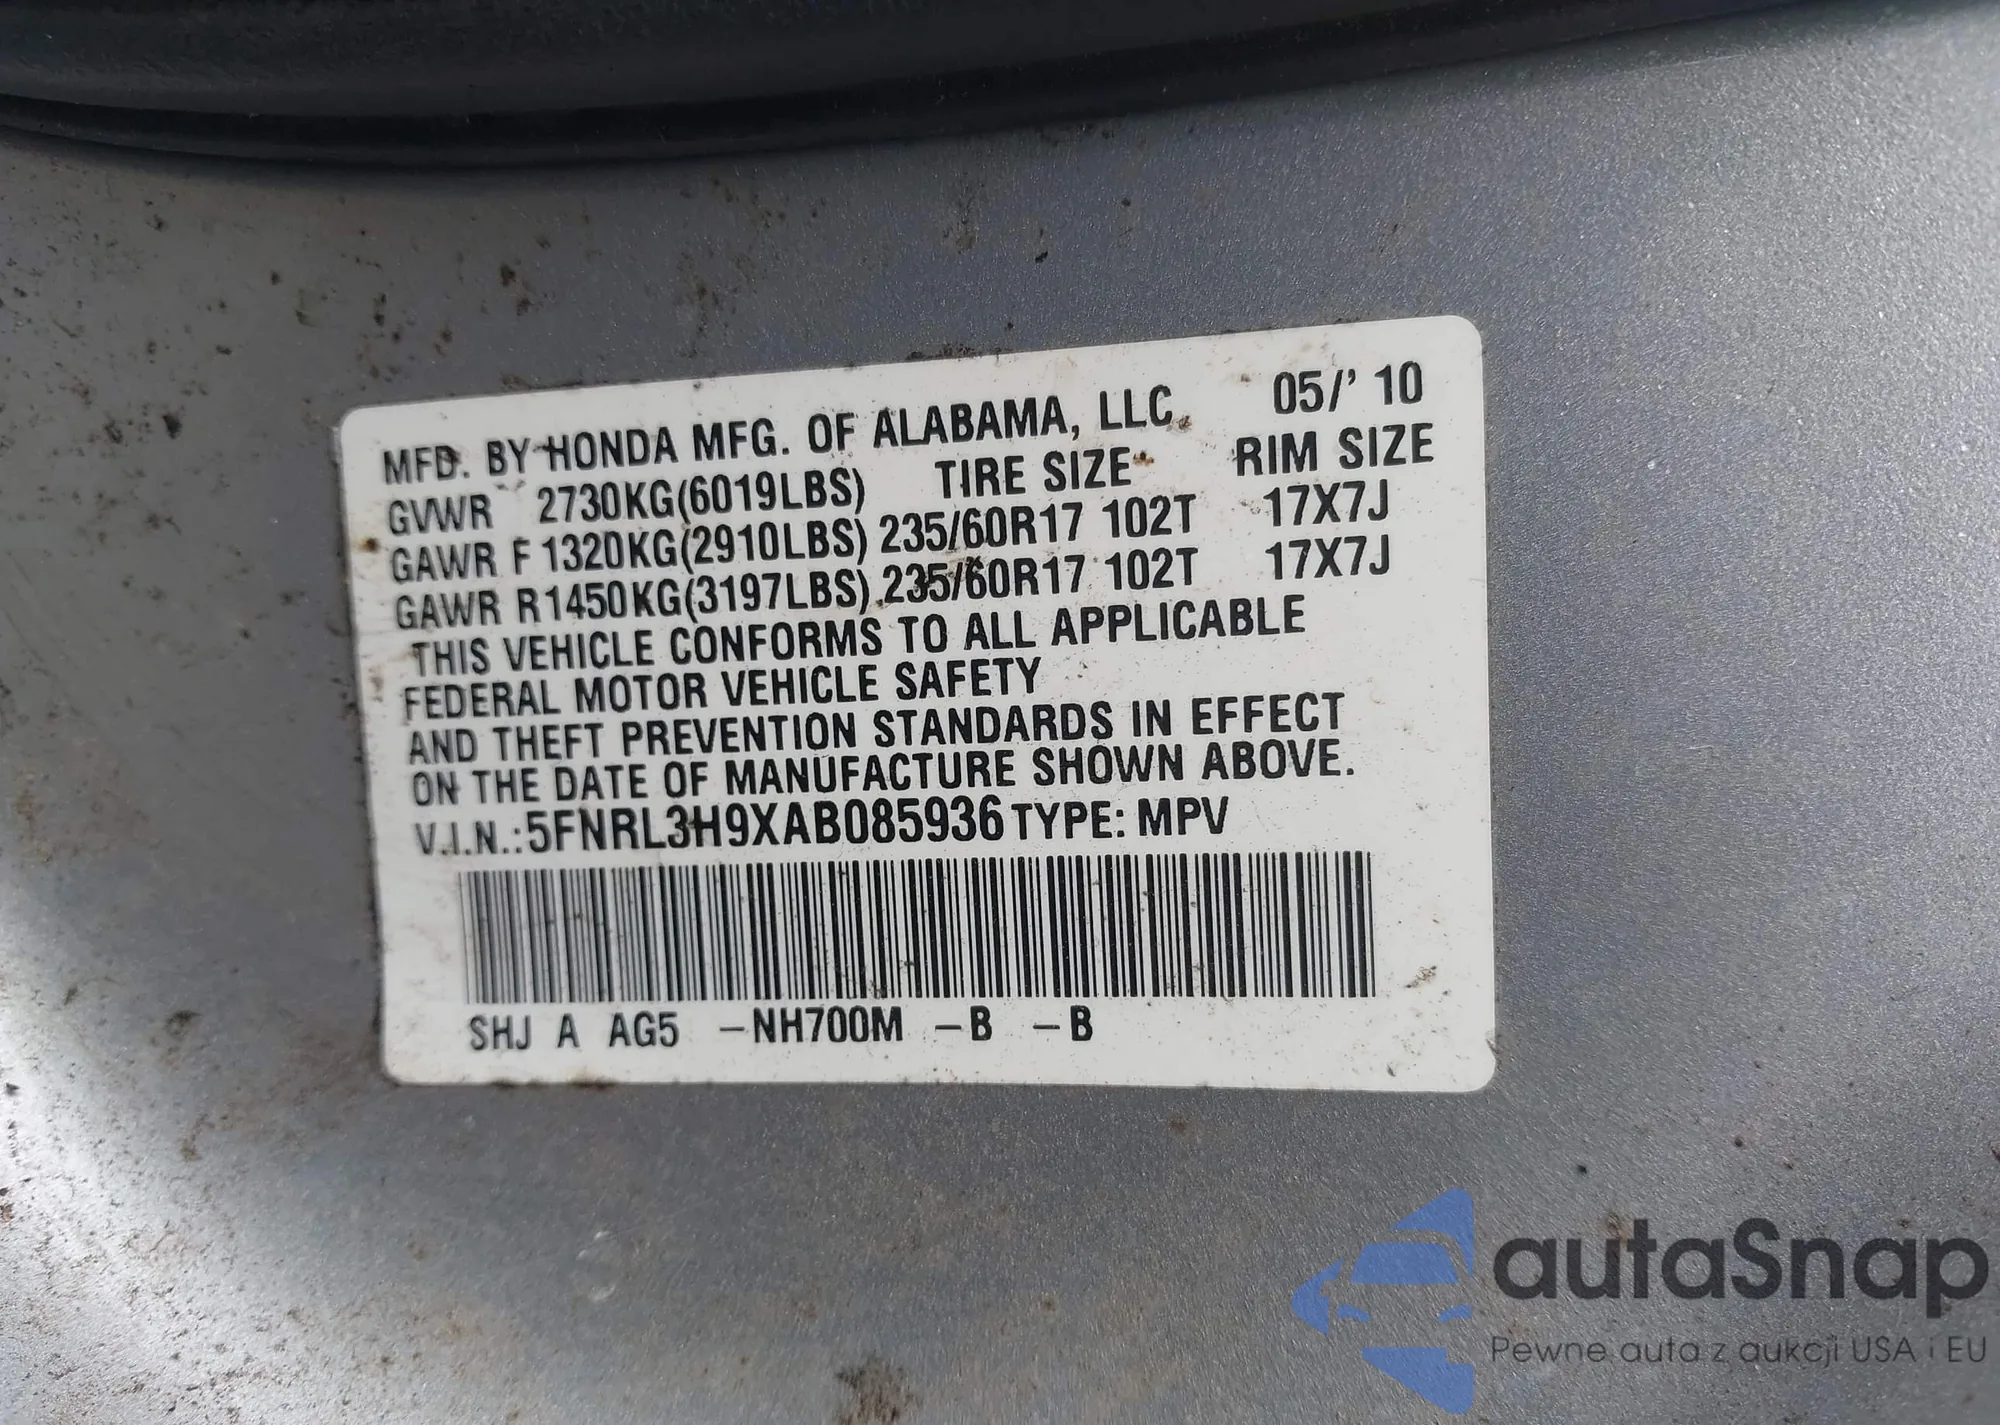 MFD. BY HONDA MFG. OF ALABAMA, LLC. 05/' 10
GVWR 2730KG(6019LBS) TIRE SIZE RIM SIZE
GAWR F 1320KG(2910LBS) 235/60R17 102T 17X7J
GAWR R 1450KG(3197LBS) 235/60R17 102T 17X7J
THIS VEHICLE CONFORMS TO ALL APPLICABLE
FEDERAL MOTOR VEHICLE SAFETY
AND THEFT PREVENTION STANDARDS IN EFFECT
ON THE DATE OF MANUFACTURE SHOWN ABOVE.
V.I.N.:5FNRL3H9XAB085936 TYPE: MPV
SHJ A AG5 -NH700M -B -B
autaSnap
Pewne auta z aukcji USA i EU